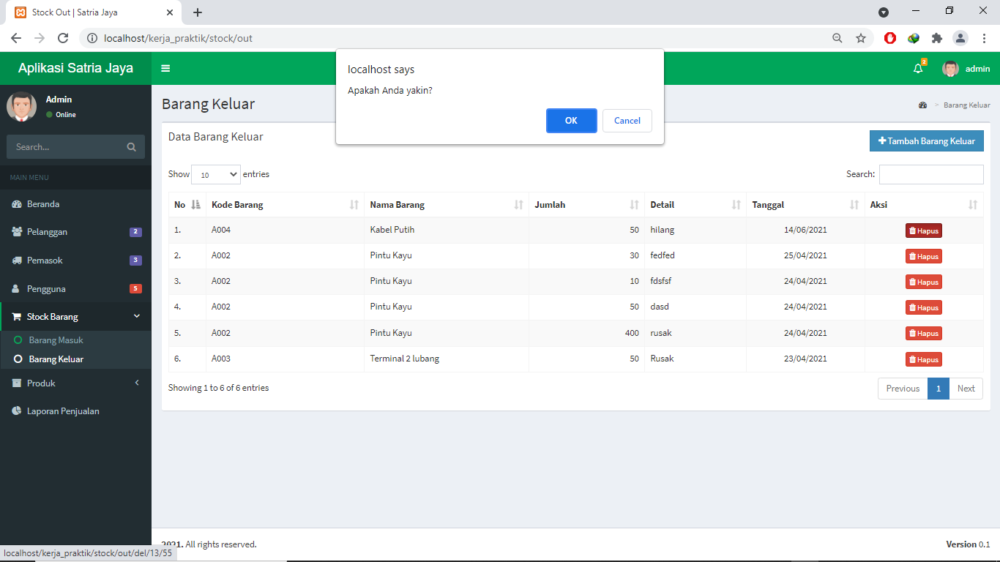 Stock Out | Satria Jaya
localhost/kerja_praktik/stock/out
localhost says
Apakah Anda yakin?
OK Cancel
Aplikasi Satria Jaya
2
admin
Admin
Online
Search...
MAIN MENU
Beranda
Pelanggan 2
Pemasok 3
Pengguna 5
Stock Barang
Barang Masuk
Barang Keluar
Produk
Laporan Penjualan
Barang Keluar
> Barang Keluar
Data Barang Keluar
Tambah Barang Keluar
Show 10 entries
Search:
No Kode Barang Nama Barang Jumlah Detail Tanggal Aksi
1. A004 Kabel Putih 50 hilang 14/06/2021 Hapus
2. A002 Pintu Kayu 30 fedfed 25/04/2021 Hapus
3. A002 Pintu Kayu 10 fdsfsf 24/04/2021 Hapus
4. A002 Pintu Kayu 50 dasd 24/04/2021 Hapus
5. A002 Pintu Kayu 400 rusak 24/04/2021 Hapus
6. A003 Terminal 2 lubang 50 Rusak 23/04/2021 Hapus
Showing 1 to 6 of 6 entries
Previous 1 Next
2021. All rights reserved.
Version 0.1
localhost/kerja_praktik/stock/out/del/13/55